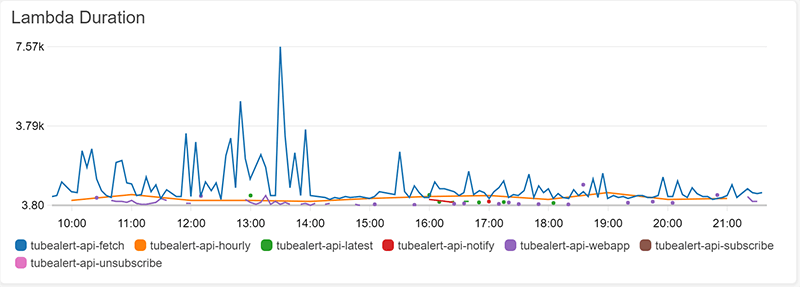 Lambda Duration
7.57k
3.79k
3.80
10:00 11:00 12:00 13:00 14:00 15:00 16:00 17:00 18:00 19:00 20:00 21:00
tubealert-api-fetch tubealert-api-hourly tubealert-api-latest tubealert-api-notify tubealert-api-webapp tubealert-api-subscribe
tubealert-api-unsubscribe